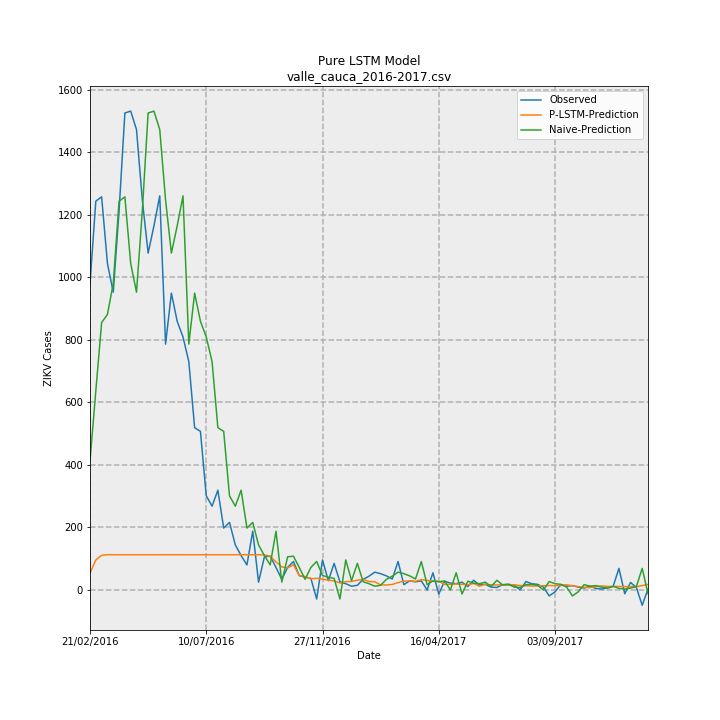 Pure LSTM Model
valle_cauca_2016-2017.csv
Observed
P-LSTM-Prediction
Naive-Prediction
1600
1400
1200
1000
800
600
400
200
0
ZIKV Cases
21/02/2016 10/07/2016 27/11/2016 16/04/2017 03/09/2017
Date